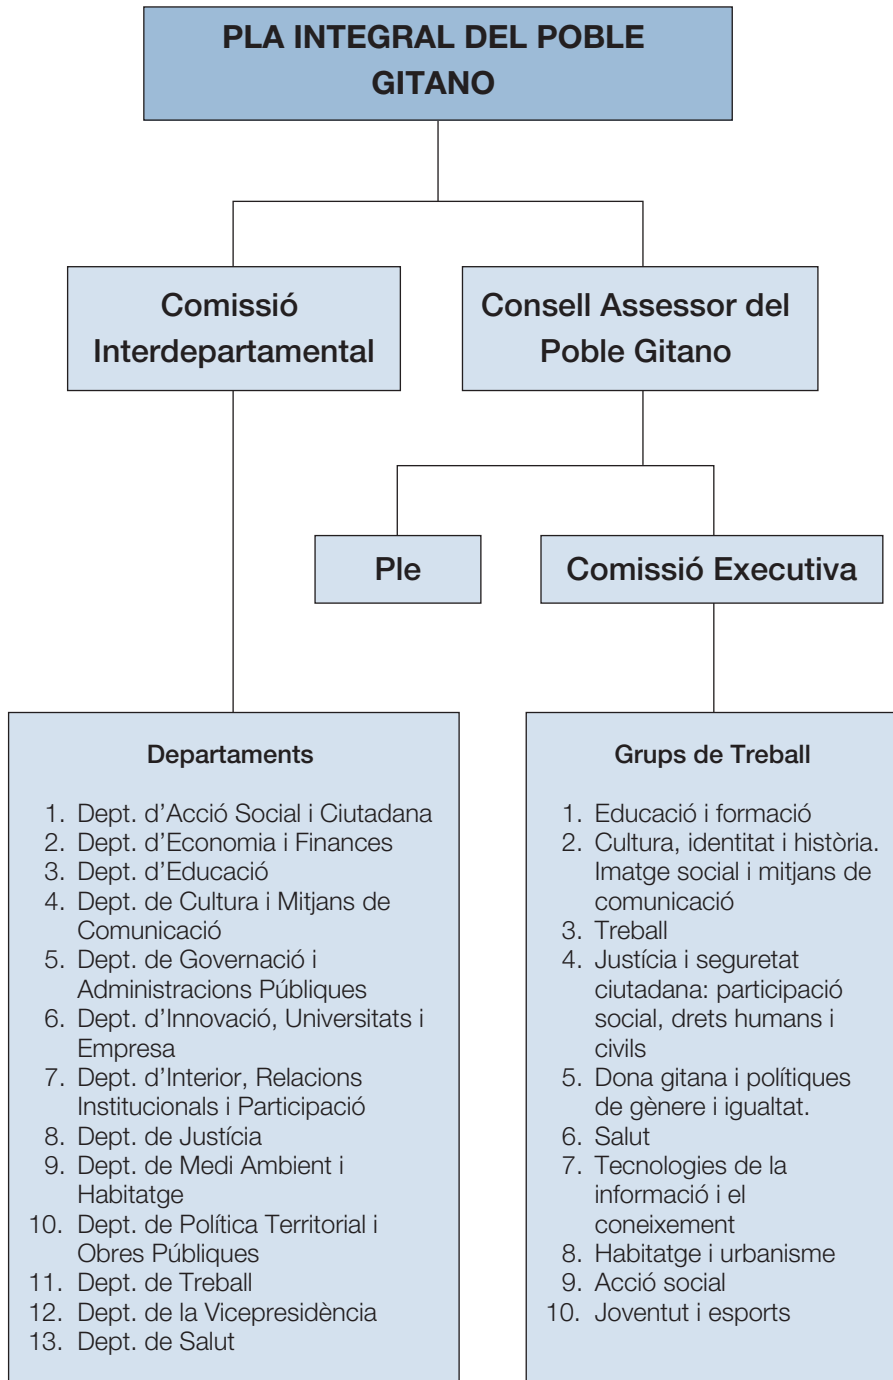 PLA INTEGRAL DEL POBLE
GITANO
Comissió
Interdepartamental
Consell Assessor del
Poble Gitano
Ple
Comissió Executiva
Departaments
1. Dept. d’Acció Social i Ciutadana
2. Dept. d’Economia i Finances
3. Dept. d’Educació
4. Dept. de Cultura i Mitjans de
Comunicació
5. Dept. de Governació i
Administracions Públiques
6. Dept. d’Innovació, Universitats i
Empresa
7. Dept. d’Interior, Relacions
Institucionals i Participació
8. Dept. de Justícia
9. Dept. de Medi Ambient i
Habitatge
10. Dept. de Política Territorial i
Obres Públiques
11. Dept. de Treball
12. Dept. de la Vicepresidència
13. Dept. de Salut
Grups de Treball
1. Educació i formació
2. Cultura, identitat i història.
Imatge social i mitjans de
comunicació
3. Treball
4. Justícia i seguretat
ciutadana: participació
social, drets humans i
civils
5. Dona gitana i polítiques
de gènere i igualtat.
6. Salut
7. Tecnologies de la
informació i el
coneixement
8. Habitatge i urbanisme
9. Acció social
10. Joventut i esports